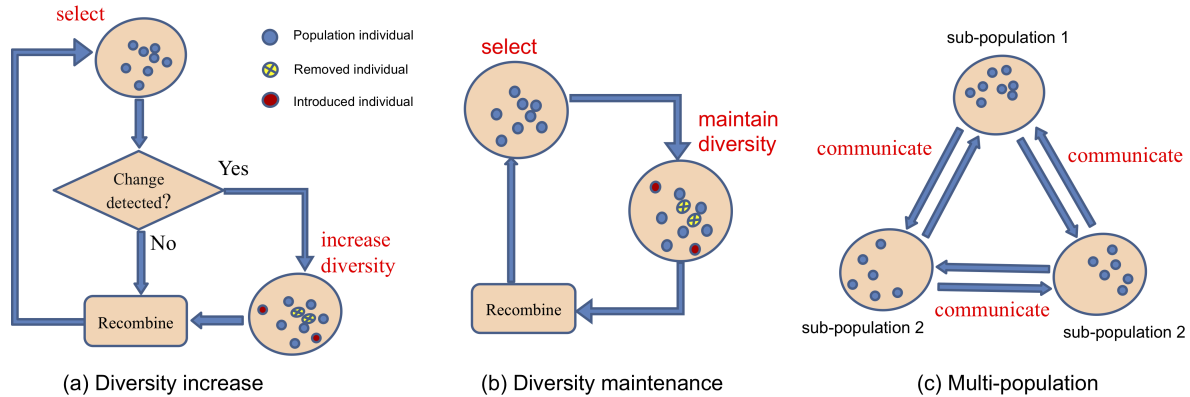 select
Population individual
Removed individual
Introduced individual
Change
detected?
Yes
No
increase
diversity
Recombine
(a) Diversity increase
select
maintain
diversity
Recombine
(b) Diversity maintenance
sub-population 1
communicate
communicate
communicate
sub-population 2
sub-population 2
(c) Multi-population